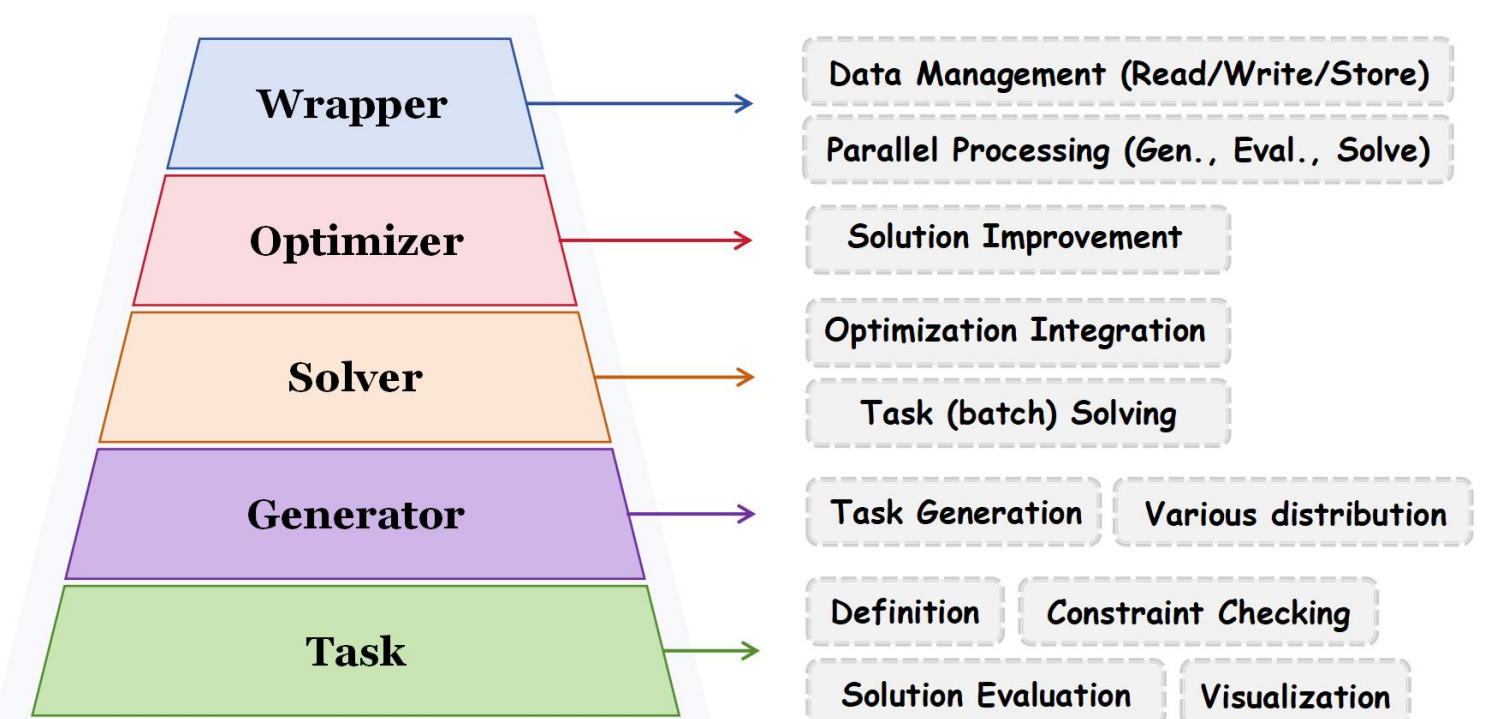 Wrapper
Data Management (Read/Write/Store)
Parallel Processing (Gen., Eval., Solve)
Optimizer
Solution Improvement
Solver
Optimization Integration
Task (batch) Solving
Generator
Task Generation
Various distribution
Task
Definition
Constraint Checking
Solution Evaluation
Visualization